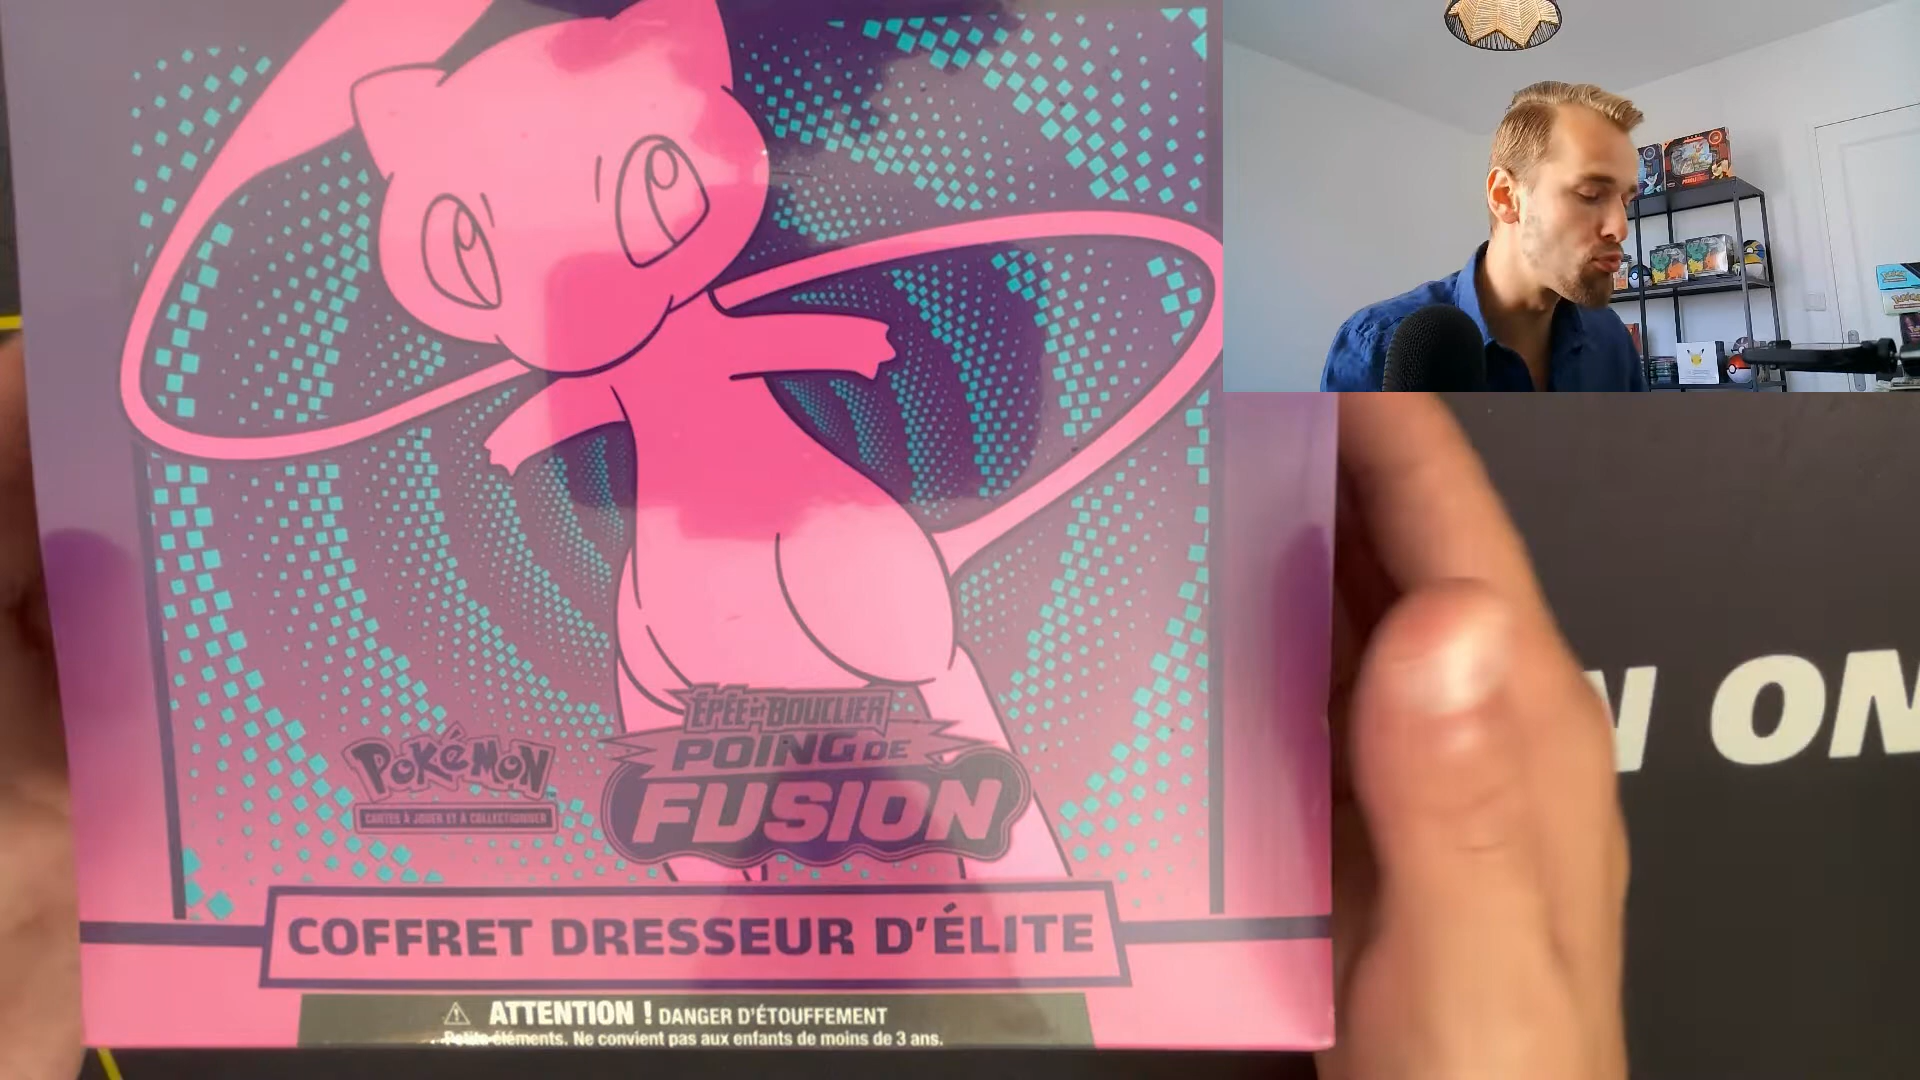 ÉPÉE ET BOUCLIER
POKÉMON
POING DE
FUSION
CARTES À JOUER ET À COLLECTIONNER
COFFRET DRESSEUR D'ÉLITE
ATTENTION ! DANGER D'ÉTOUFFEMENT
Petits éléments. Ne convient pas aux enfants de moins de 3 ans.
N ON